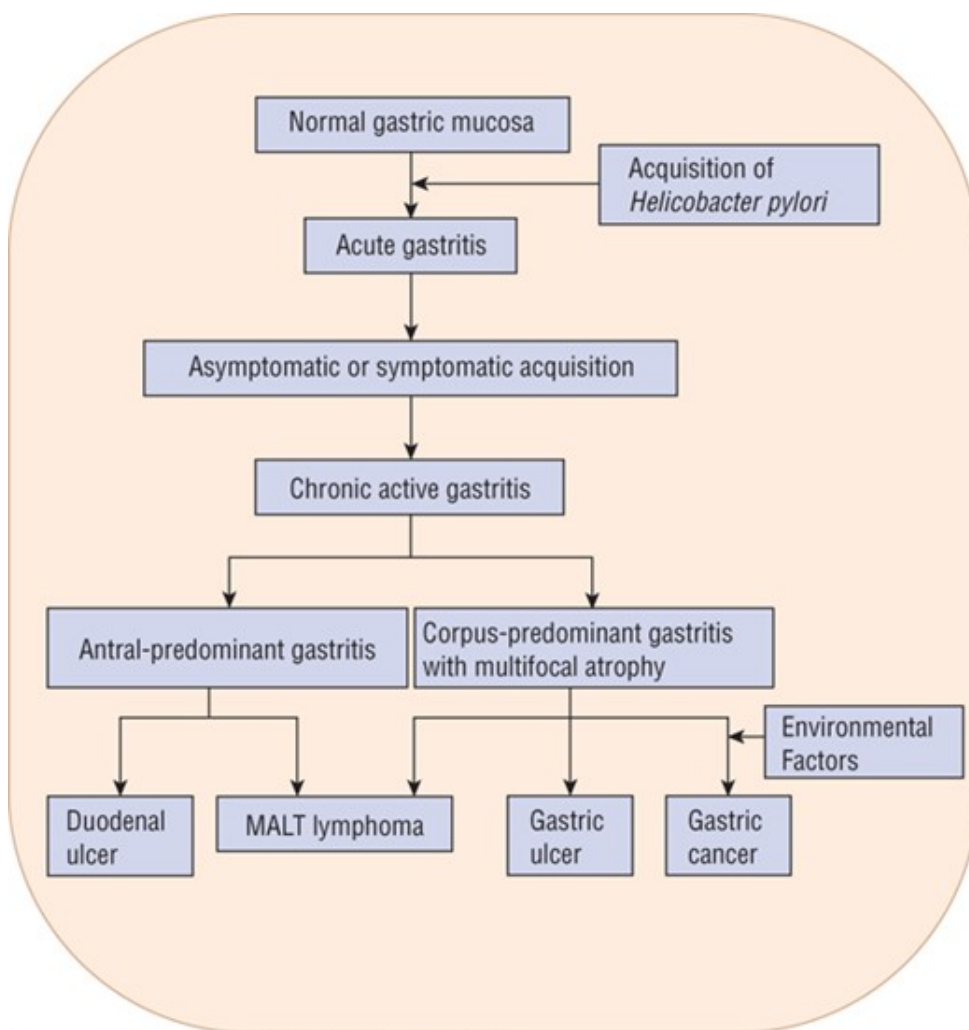 Normal gastric mucosa
Acquisition of
Helicobacter pylori
Acute gastritis
Asymptomatic or symptomatic acquisition
Chronic active gastritis
Antral-predominant gastritis
Corpus-predominant gastritis
with multifocal atrophy
Environmental
Factors
Duodenal
ulcer
MALT lymphoma
Gastric
ulcer
Gastric
cancer